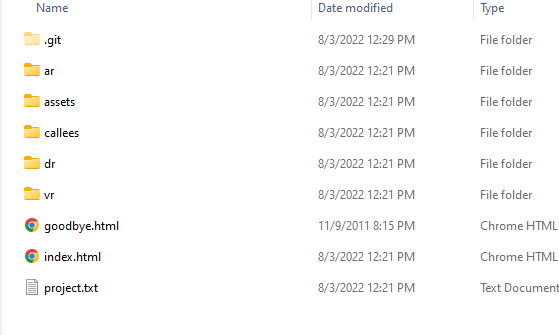 Name Date modified Type
.git 8/3/2022 12:29 PM File folder
ar 8/3/2022 12:21 PM File folder
assets 8/3/2022 12:21 PM File folder
callees 8/3/2022 12:21 PM File folder
dr 8/3/2022 12:21 PM File folder
vr 8/3/2022 12:21 PM File folder
goodbye.html 11/9/2011 8:15 PM Chrome HTML
index.html 8/3/2022 12:21 PM Chrome HTML
project.txt 8/3/2022 12:21 PM Text Document